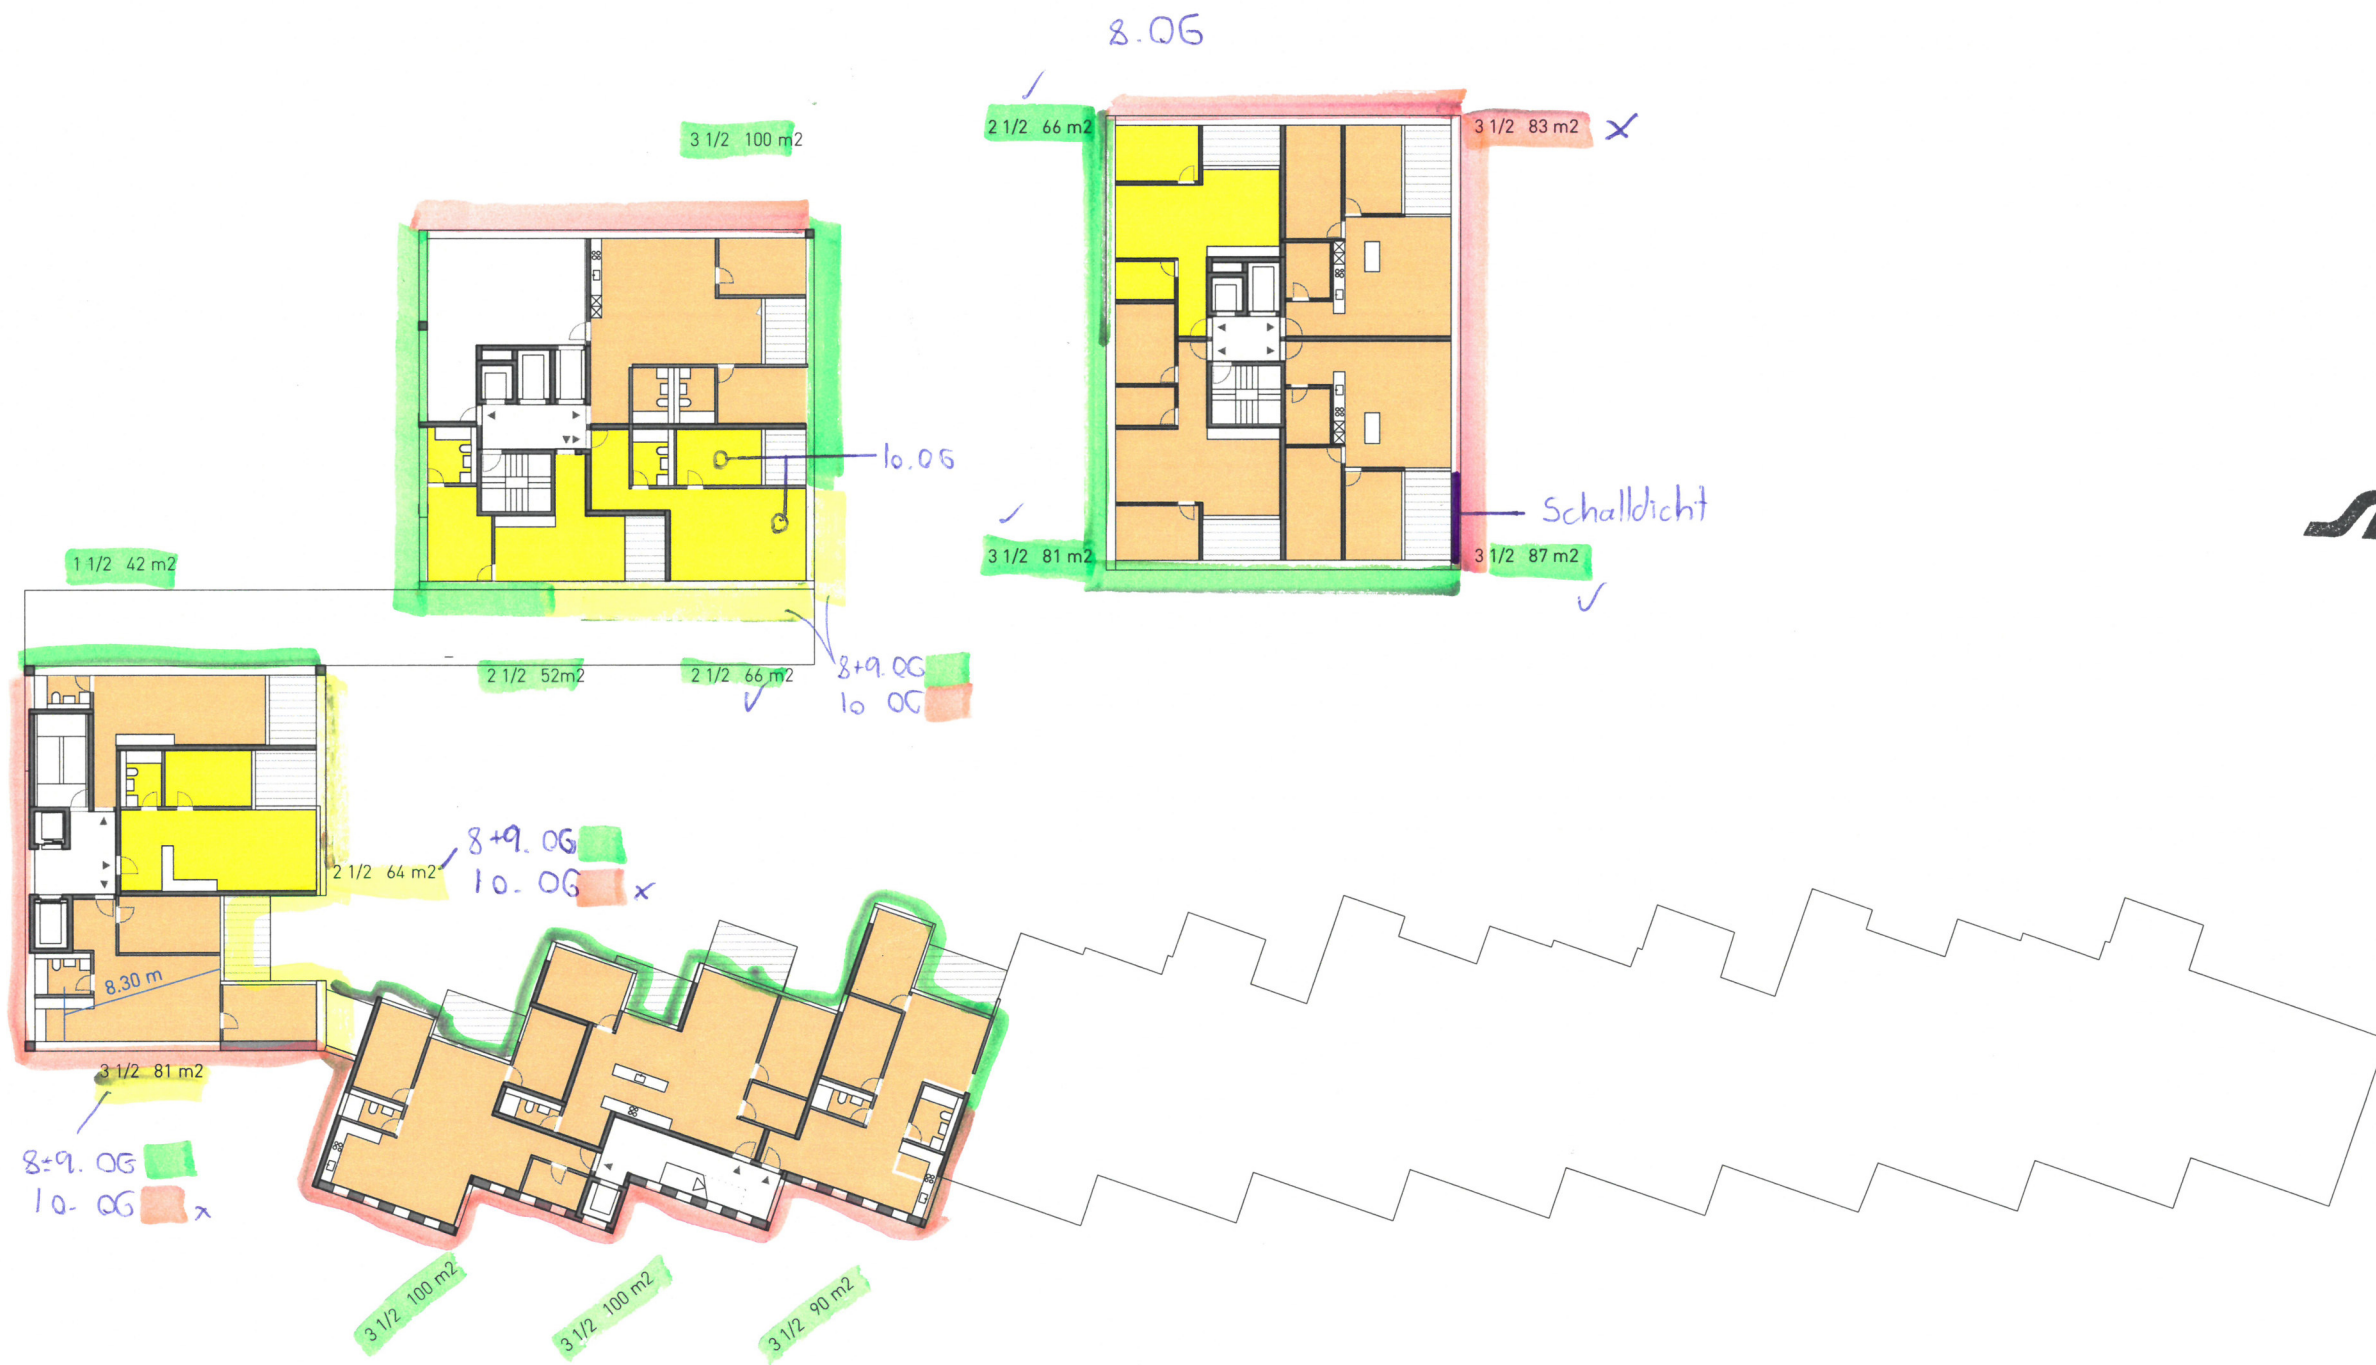 8.OG
2 1/2 66 m2
3 1/2 83 m2 x
3 1/2 100 m2
10.OG
Schalldicht
3 1/2 81 m2
3 1/2 87 m2
1 1/2 42 m2
2 1/2 52m2
2 1/2 66 m2
8+9.OG
10 OG
2 1/2 64 m2
8+9. OG
10. OG x
8.30 m
3 1/2 81 m2
8+9. OG
10. OG x
3 1/2 100 m2
3 1/2 100 m2
3 1/2 90 m2